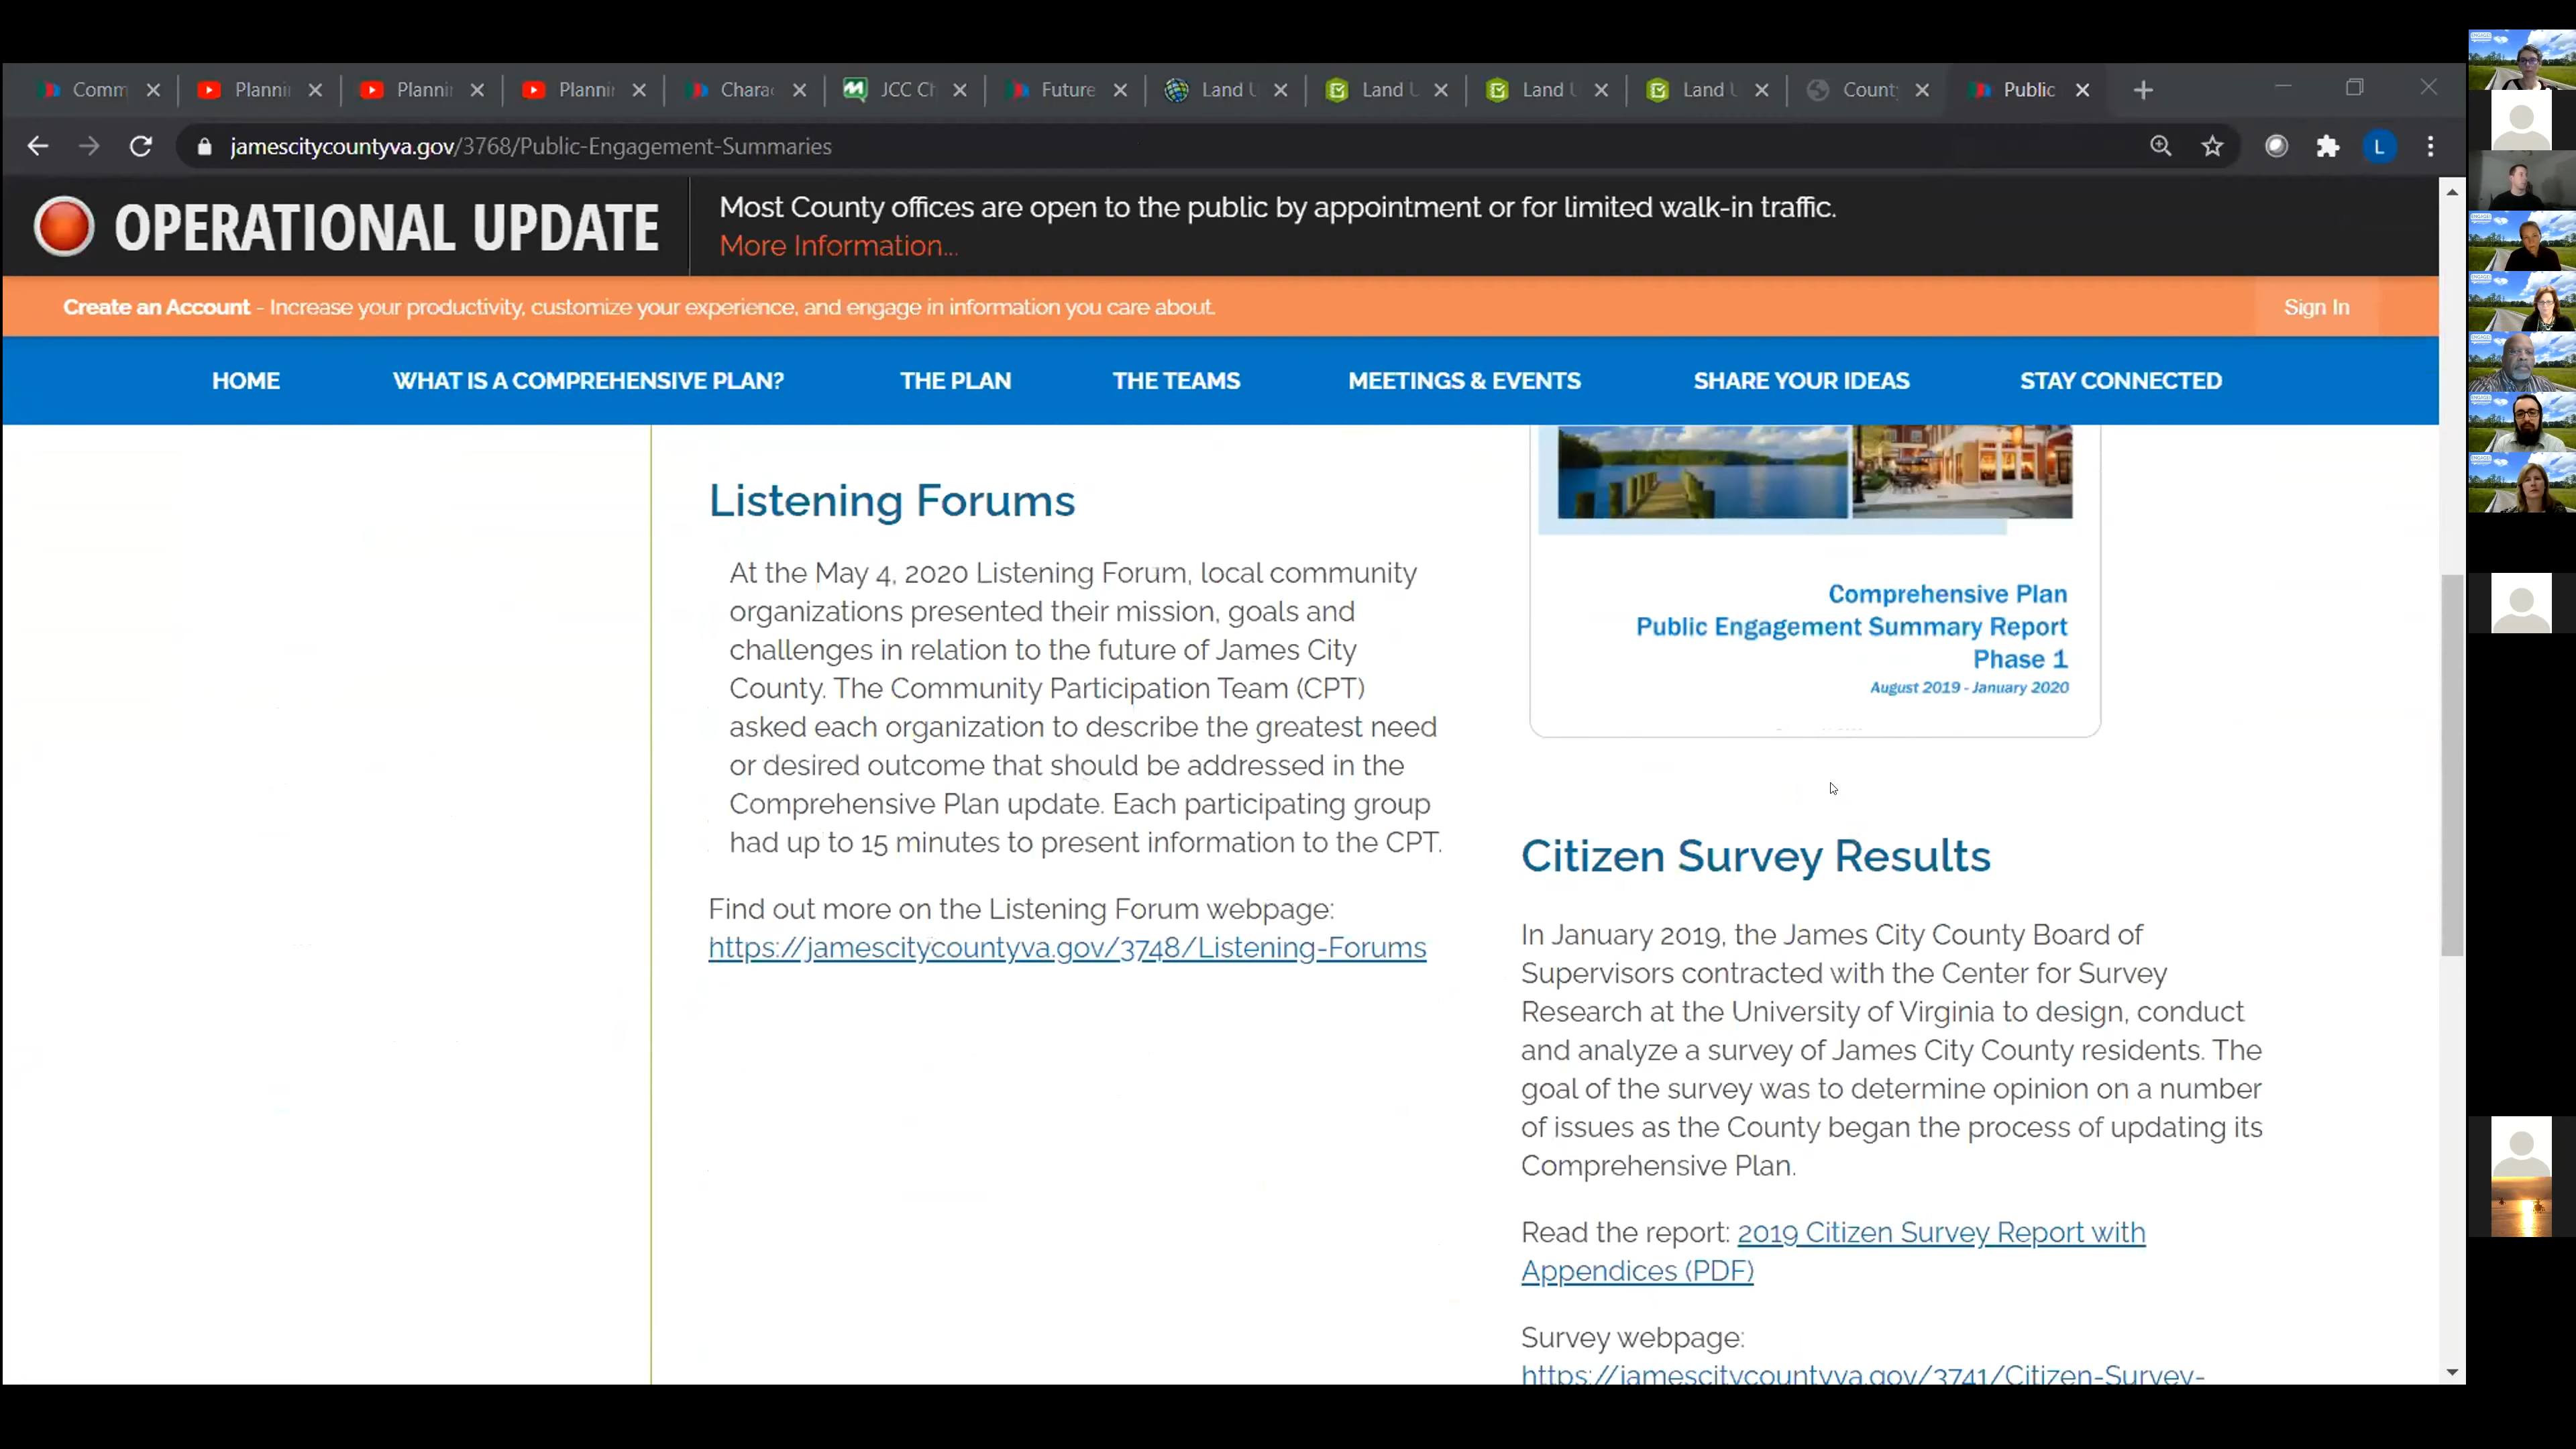 Comm
Planni
Planni
Planni
Chara
JCC Ch
Future
Land U
Land U
Land U
Land U
County
Public
jamescitycountyva.gov/3768/Public-Engagement-Summaries
L
OPERATIONAL UPDATE
Most County offices are open to the public by appointment or for limited walk-in traffic.
More Information...
Create an Account - Increase your productivity, customize your experience, and engage in information you care about.
Sign In
HOME
WHAT IS A COMPREHENSIVE PLAN?
THE PLAN
THE TEAMS
MEETINGS & EVENTS
SHARE YOUR IDEAS
STAY CONNECTED
Listening Forums
At the May 4, 2020 Listening Forum, local community
organizations presented their mission, goals and
challenges in relation to the future of James City
County. The Community Participation Team (CPT)
asked each organization to describe the greatest need
or desired outcome that should be addressed in the
Comprehensive Plan update. Each participating group
had up to 15 minutes to present information to the CPT.
Find out more on the Listening Forum webpage:
https://jamescitycountyva.gov/3748/Listening-Forums
Comprehensive Plan
Public Engagement Summary Report
Phase 1
August 2019 - January 2020
Citizen Survey Results
In January 2019, the James City County Board of
Supervisors contracted with the Center for Survey
Research at the University of Virginia to design, conduct
and analyze a survey of James City County residents. The
goal of the survey was to determine opinion on a number
of issues as the County began the process of updating its
Comprehensive Plan.
Read the report: 2019 Citizen Survey Report with
Appendices (PDF)
Survey webpage:
https://jamescitycountyva.gov/3741/Citizen-Survey-